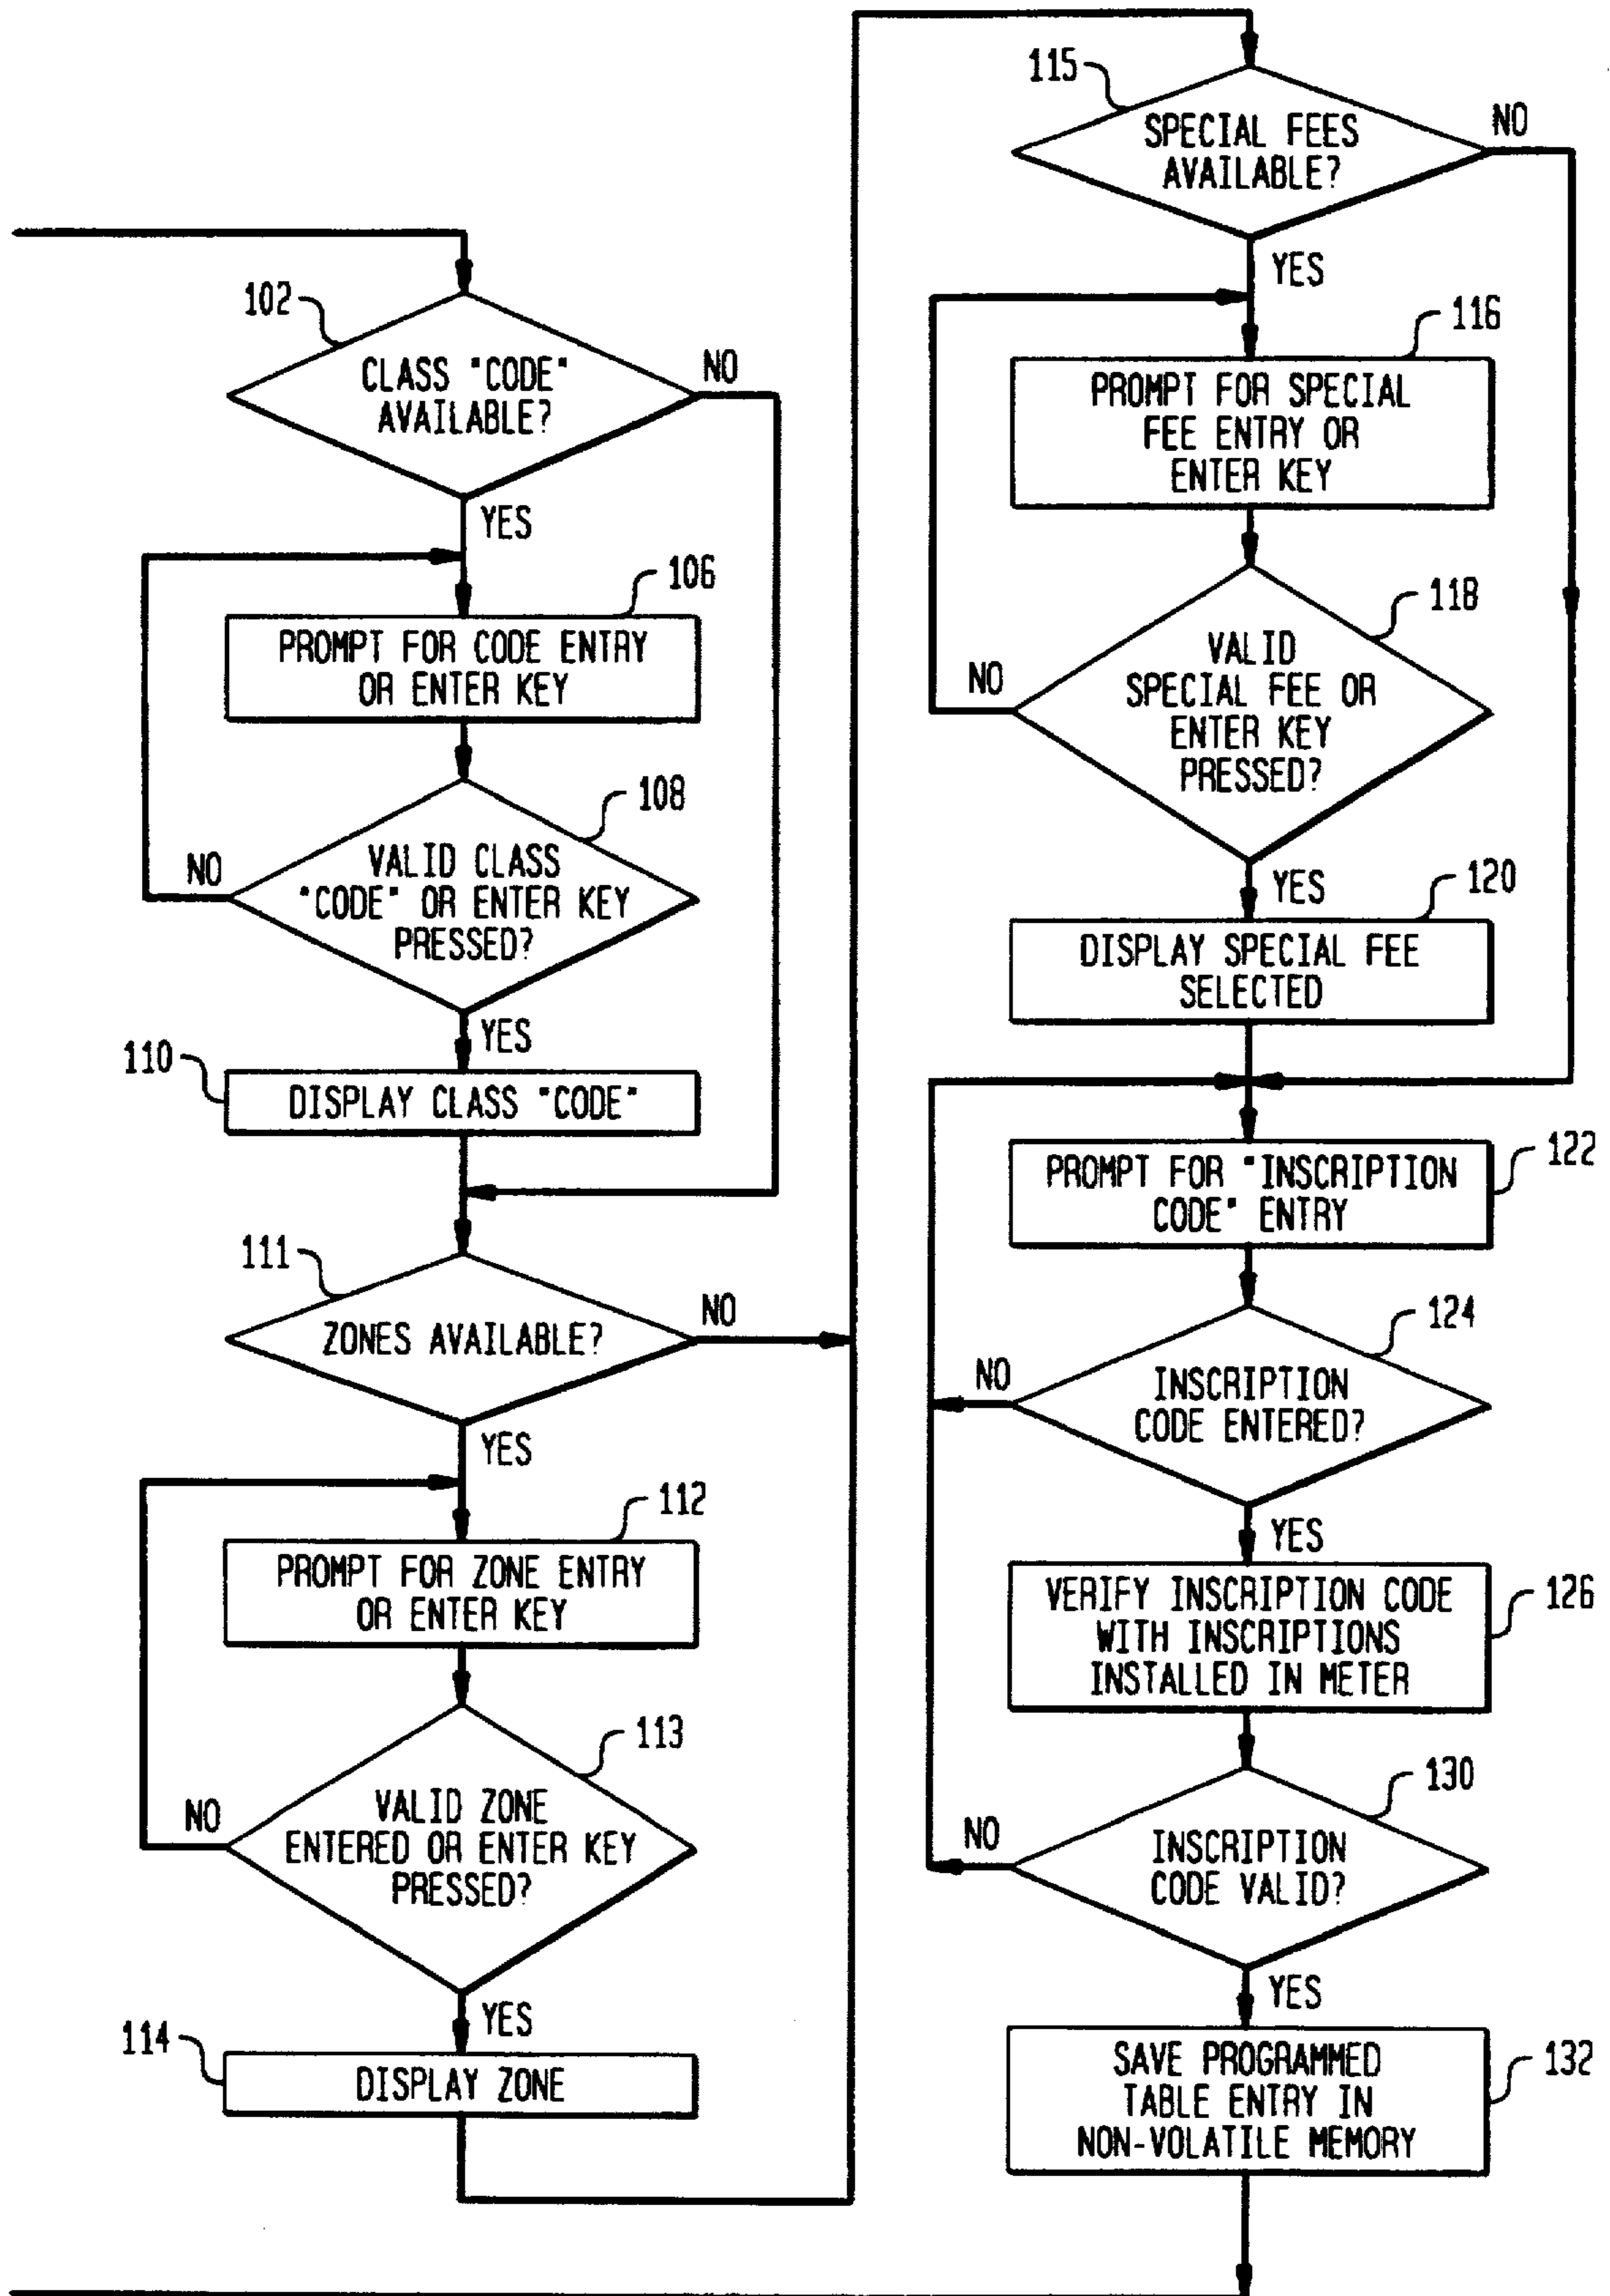 102
CLASS "CODE"
AVAILABLE?
NO
YES
106
PROMPT FOR CODE ENTRY
OR ENTER KEY
108
VALID CLASS
"CODE" OR ENTER KEY
PRESSED?
NO
YES
110
DISPLAY CLASS "CODE"
111
ZONES AVAILABLE?
NO
YES
112
PROMPT FOR ZONE ENTRY
OR ENTER KEY
113
VALID ZONE
ENTERED OR ENTER KEY
PRESSED?
NO
YES
114
DISPLAY ZONE
115
SPECIAL FEES
AVAILABLE?
NO
YES
116
PROMPT FOR SPECIAL
FEE ENTRY OR
ENTER KEY
118
VALID
SPECIAL FEE OR
ENTER KEY
PRESSED?
NO
YES
120
DISPLAY SPECIAL FEE
SELECTED
122
PROMPT FOR "INSCRIPTION
CODE" ENTRY
124
INSCRIPTION
CODE ENTERED?
NO
YES
126
VERIFY INSCRIPTION CODE
WITH INSCRIPTIONS
INSTALLED IN METER
130
INSCRIPTION
CODE VALID?
NO
YES
132
SAVE PROGRAMMED
TABLE ENTRY IN
NON-VOLATILE MEMORY